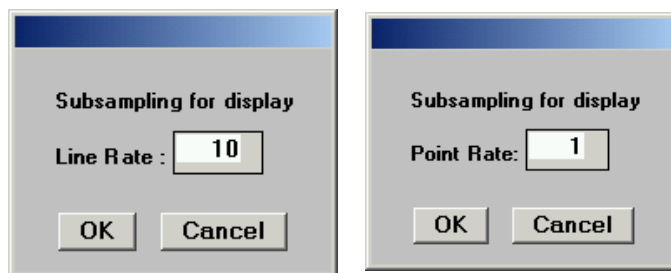 Subsampling for display
Line Rate : 10
OK Cancel
Subsampling for display
Point Rate: 1
OK Cancel